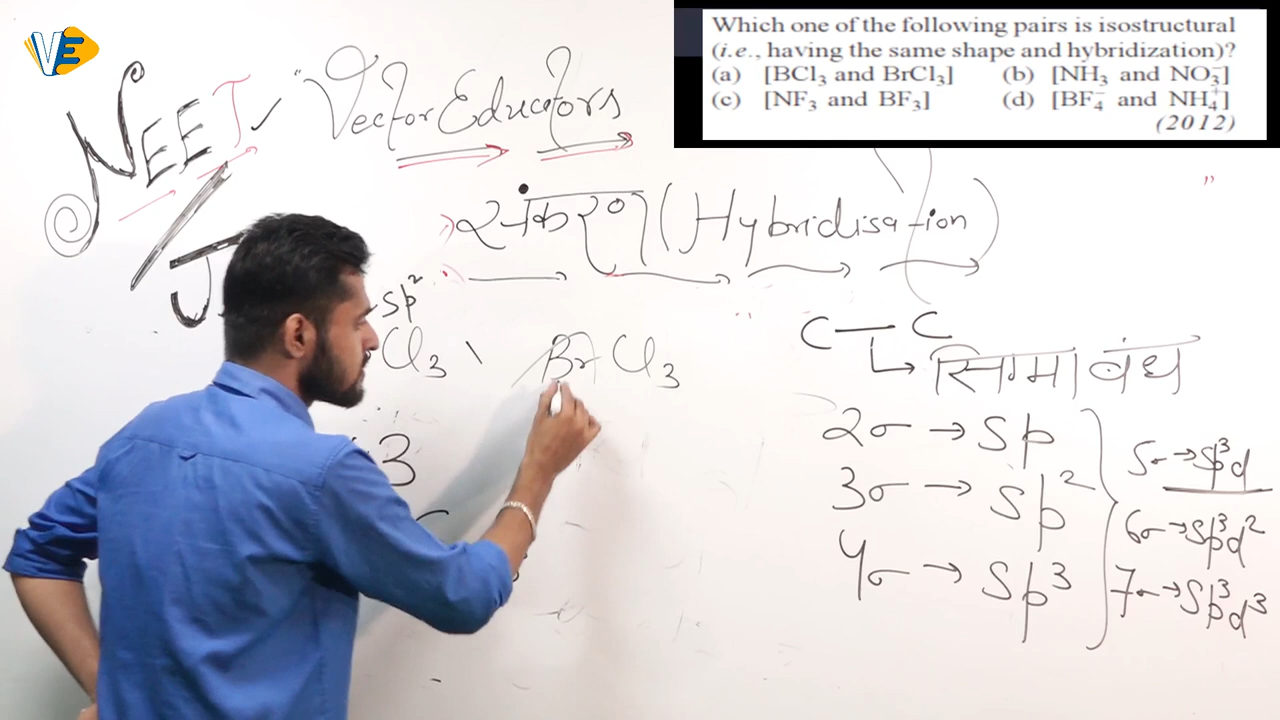 VE
Which one of the following pairs is isostructural
(i.e., having the same shape and hybridization)?
(a) [BCl₃ and BrCl₃] (b) [NH₃ and NO₃⁻]
(c) [NF₃ and BF₃] (d) [BF₄⁻ and NH₄⁺]
(2012)
NEET
J
" Vector Educators "
संकरण (Hybridisation)
sp²
Cl₃ \ BrCl₃
3
C — C
↳ सिग्मा बंध
2σ → sp
3σ → sp²
4σ → sp³
5σ → sp³d
6σ → sp³d²
7σ → sp³d³